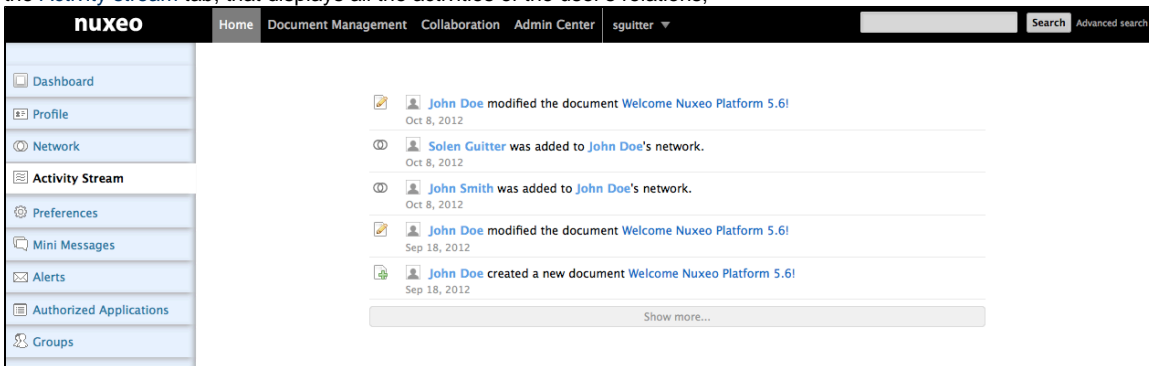 the Activity stream tab, that displays all the activities of the user's relations,
nuxeo Home Document Management Collaboration Admin Center sguitter Search Advanced search
Dashboard
Profile
Network
Activity Stream
Preferences
Mini Messages
Alerts
Authorized Applications
Groups
John Doe modified the document Welcome Nuxeo Platform 5.6!
Oct 8, 2012
Solen Guitter was added to John Doe's network.
Oct 8, 2012
John Smith was added to John Doe's network.
Oct 8, 2012
John Doe modified the document Welcome Nuxeo Platform 5.6!
Sep 18, 2012
John Doe created a new document Welcome Nuxeo Platform 5.6!
Sep 18, 2012
Show more...